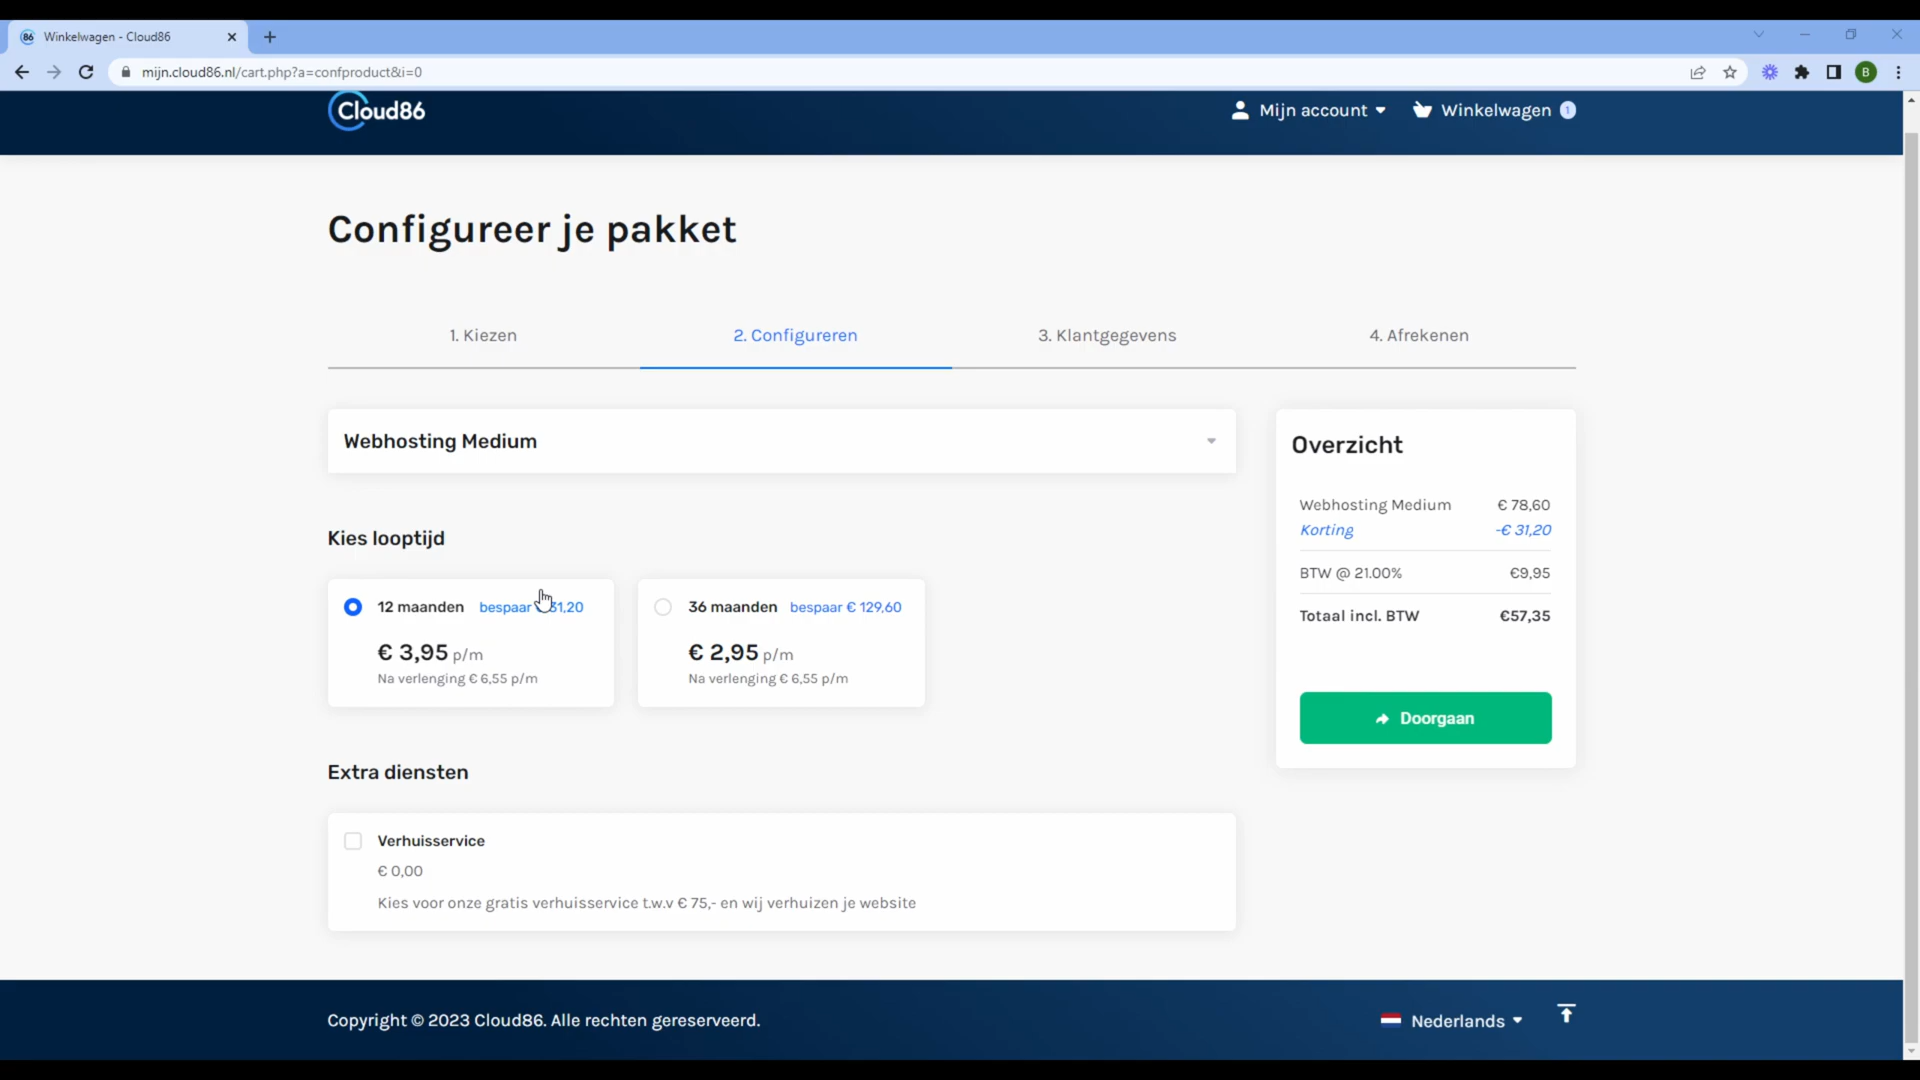 Winkelwagen - Cloud86
mijn.cloud86.nl/cart.php?a=confproduct&i=0
B
Cloud86
Mijn account
Winkelwagen 1
Configureer je pakket
1. Kiezen
2. Configureren
3. Klantgegevens
4. Afrekenen
Webhosting Medium
Kies looptijd
12 maanden bespaar 31,20
€ 3,95 p/m
Na verlenging € 6,55 p/m
36 maanden bespaar € 129,60
€ 2,95 p/m
Na verlenging € 6,55 p/m
Extra diensten
Verhuisservice
€ 0,00
Kies voor onze gratis verhuisservice t.w.v € 75,- en wij verhuizen je website
Overzicht
Webhosting Medium € 78,60
Korting -€ 31,20
BTW @ 21.00% €9,95
Totaal incl. BTW €57,35
Doorgaan
Copyright © 2023 Cloud86. Alle rechten gereserveerd.
Nederlands